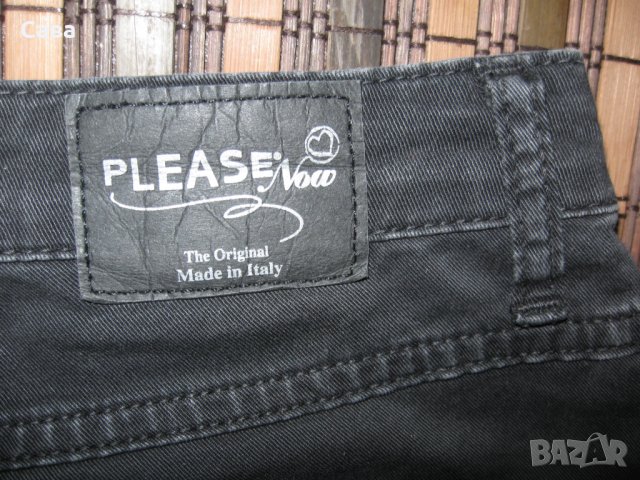 Casa
PLEASE Now
The Original
Made in Italy
BAZAR